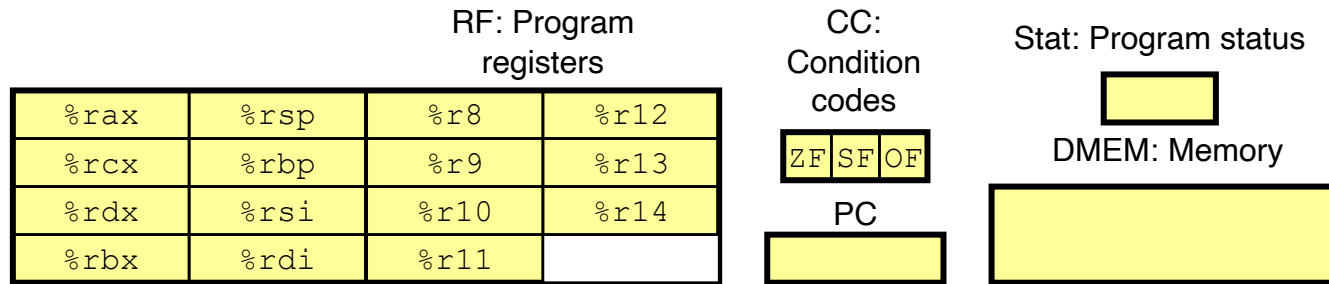 RF: Program
registers
%rax %rsp %r8 %r12
%rcx %rbp %r9 %r13
%rdx %rsi %r10 %r14
%rbx %rdi %r11
CC:
Condition
codes
ZF SF OF
PC
Stat: Program status
DMEM: Memory